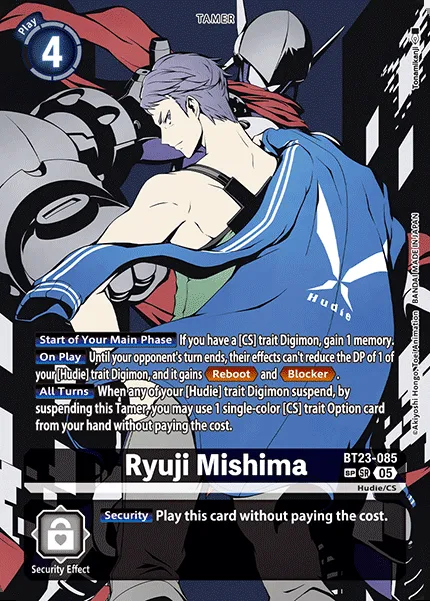 TAMER
Play
4
Tonamikanji
Hudie
Start of Your Main Phase If you have a [CS] trait Digimon, gain 1 memory.
On Play Until your opponent's turn ends, their effects can't reduce the DP of 1 of
your [Hudie] trait Digimon, and it gains Reboot and Blocker.
All Turns When any of your [Hudie] trait Digimon suspend, by
suspending this Tamer, you may use 1 single-color [CS] trait Option card
from your hand without paying the cost.
©Akiyoshi Hongo, Toei Animation BANDAI MADE IN JAPAN
Ryuji Mishima
BT23-085
BP SR 05
Hudie/CS
Security Play this card without paying the cost.
Security Effect